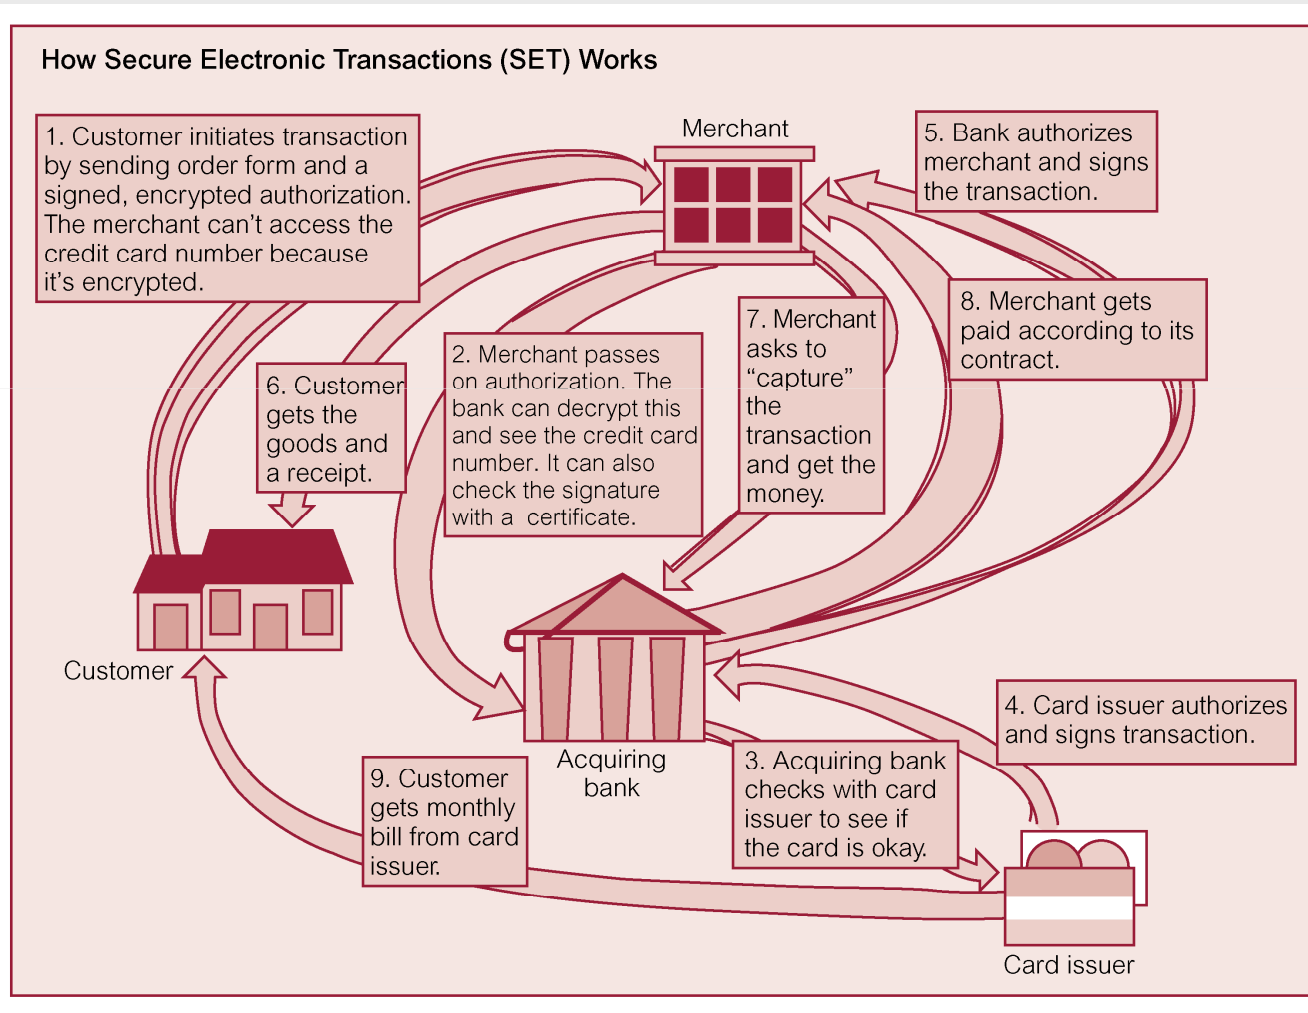 How Secure Electronic Transactions (SET) Works
1. Customer initiates transaction
by sending order form and a
signed, encrypted authorization.
The merchant can’t access the
credit card number because
it’s encrypted.
Merchant
5. Bank authorizes
merchant and signs
the transaction.
8. Merchant gets
paid according to its
contract.
7. Merchant
asks to
“capture”
the
transaction
and get the
money.
2. Merchant passes
on authorization. The
bank can decrypt this
and see the credit card
number. It can also
check the signature
with a certificate.
6. Customer
gets the
goods and
a receipt.
Customer
Acquiring
bank
4. Card issuer authorizes
and signs transaction.
3. Acquiring bank
checks with card
issuer to see if
the card is okay.
9. Customer
gets monthly
bill from card
issuer.
Card issuer